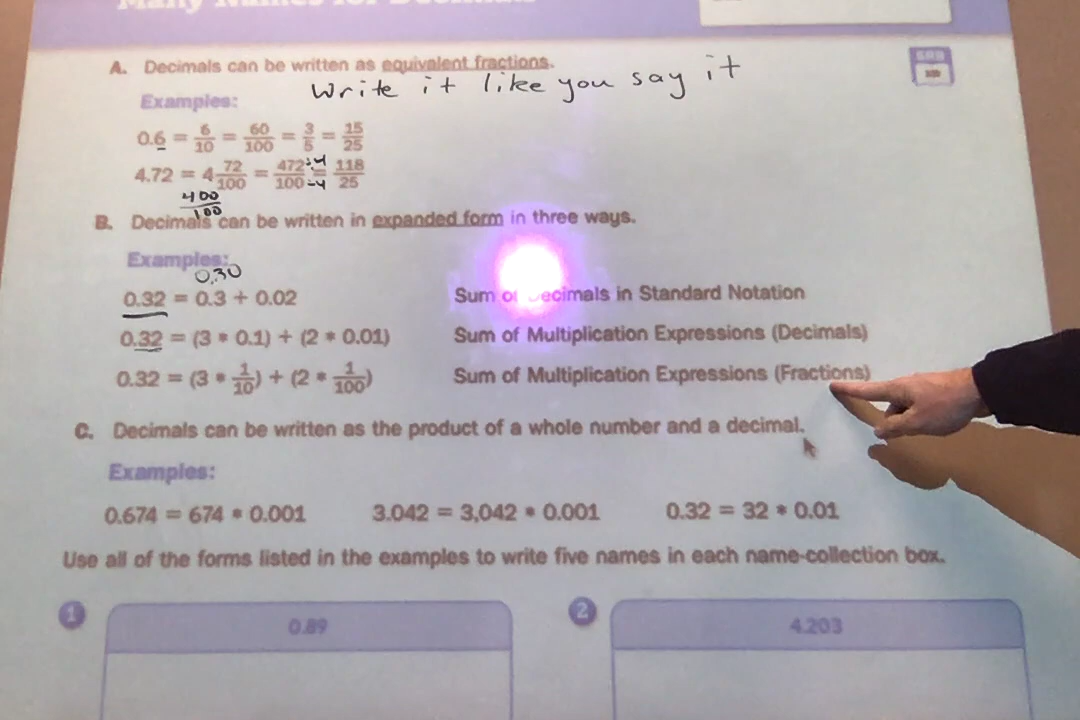 Many Names for Decimals
A. Decimals can be written as equivalent fractions.
write it like you say it
Examples:
0.6 = 6/10 = 60/100 = 3/5 = 15/25
4.72 = 4 72/100 = 472/100 ÷4/÷4 = 118/25
400/100
B. Decimals can be written in expanded form in three ways.
Examples:
0.30
0.32 = 0.3 + 0.02 Sum of Decimals in Standard Notation
0.32 = (3 * 0.1) + (2 * 0.01) Sum of Multiplication Expressions (Decimals)
0.32 = (3 * 1/10) + (2 * 1/100) Sum of Multiplication Expressions (Fractions)
C. Decimals can be written as the product of a whole number and a decimal.
Examples:
0.674 = 674 * 0.001 3.042 = 3,042 * 0.001 0.32 = 32 * 0.01
Use all of the forms listed in the examples to write five names in each name-collection box.
1 0.89 2 4.203